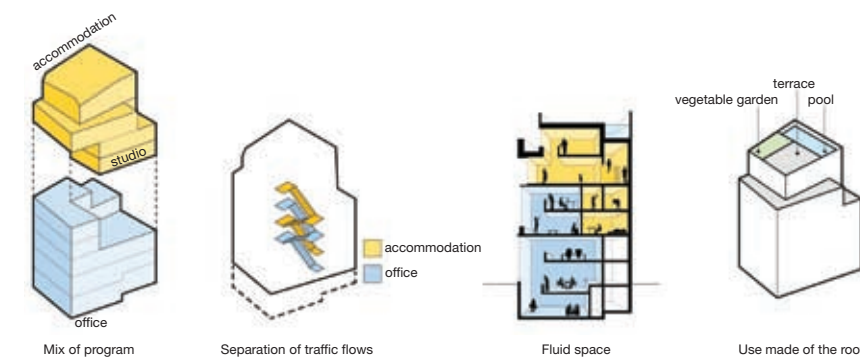 accommodation
studio
office
Mix of program
accommodation
office
Separation of traffic flows
Fluid space
terrace
vegetable garden
pool
Use made of the roo